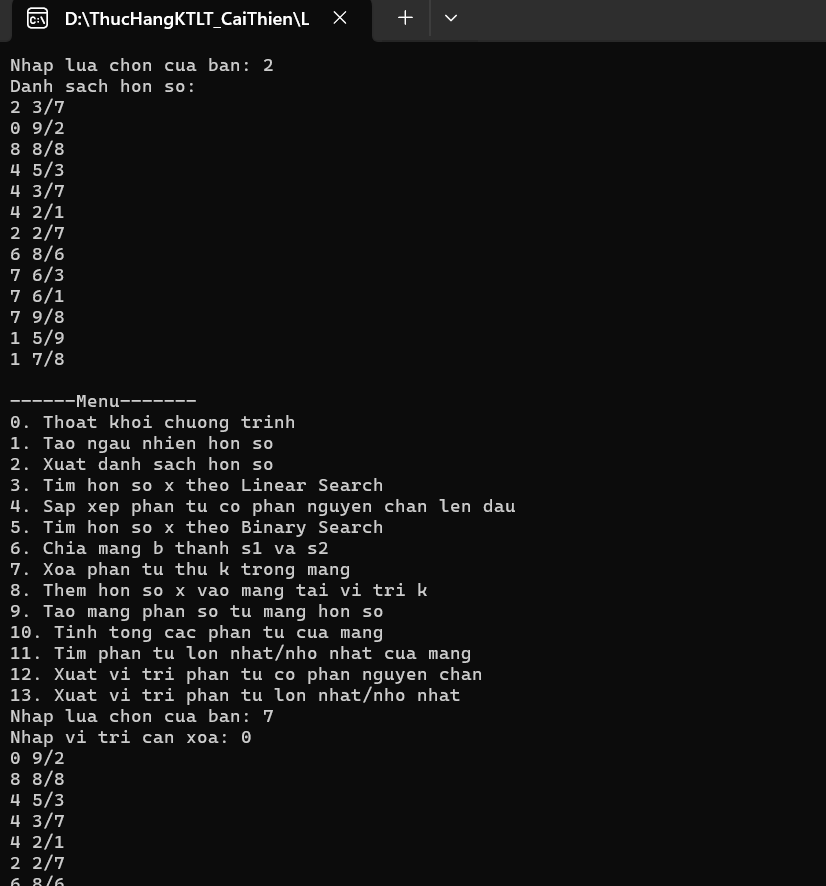 D:\ThucHangKTLT_CaiThien\L
Nhap lua chon cua ban: 2
Danh sach hon so:
2 3/7
0 9/2
8 8/8
4 5/3
4 3/7
4 2/1
2 2/7
6 8/6
7 6/3
7 6/1
7 9/8
1 5/9
1 7/8
------Menu-------
0. Thoat khoi chuong trinh
1. Tao ngau nhien hon so
2. Xuat danh sach hon so
3. Tim hon so x theo Linear Search
4. Sap xep phan tu co phan nguyen chan len dau
5. Tim hon so x theo Binary Search
6. Chia mang b thanh s1 va s2
7. Xoa phan tu thu k trong mang
8. Them hon so x vao mang tai vi tri k
9. Tao mang phan so tu mang hon so
10. Tinh tong cac phan tu cua mang
11. Tim phan tu lon nhat/nho nhat cua mang
12. Xuat vi tri phan tu co phan nguyen chan
13. Xuat vi tri phan tu lon nhat/nho nhat
Nhap lua chon cua ban: 7
Nhap vi tri can xoa: 0
0 9/2
8 8/8
4 5/3
4 3/7
4 2/1
2 2/7
6 8/6